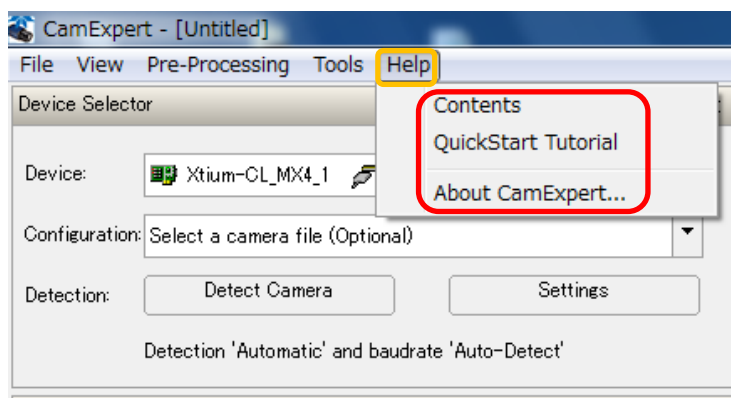 CamExpert - [Untitled]
File View Pre-Processing Tools Help
Contents
QuickStart Tutorial
About CamExpert...
Device Selector
Device: Xtium-CL_MX4_1
Configuration: Select a camera file (Optional)
Detection: Detect Camera Settings
Detection 'Automatic' and baudrate 'Auto-Detect'